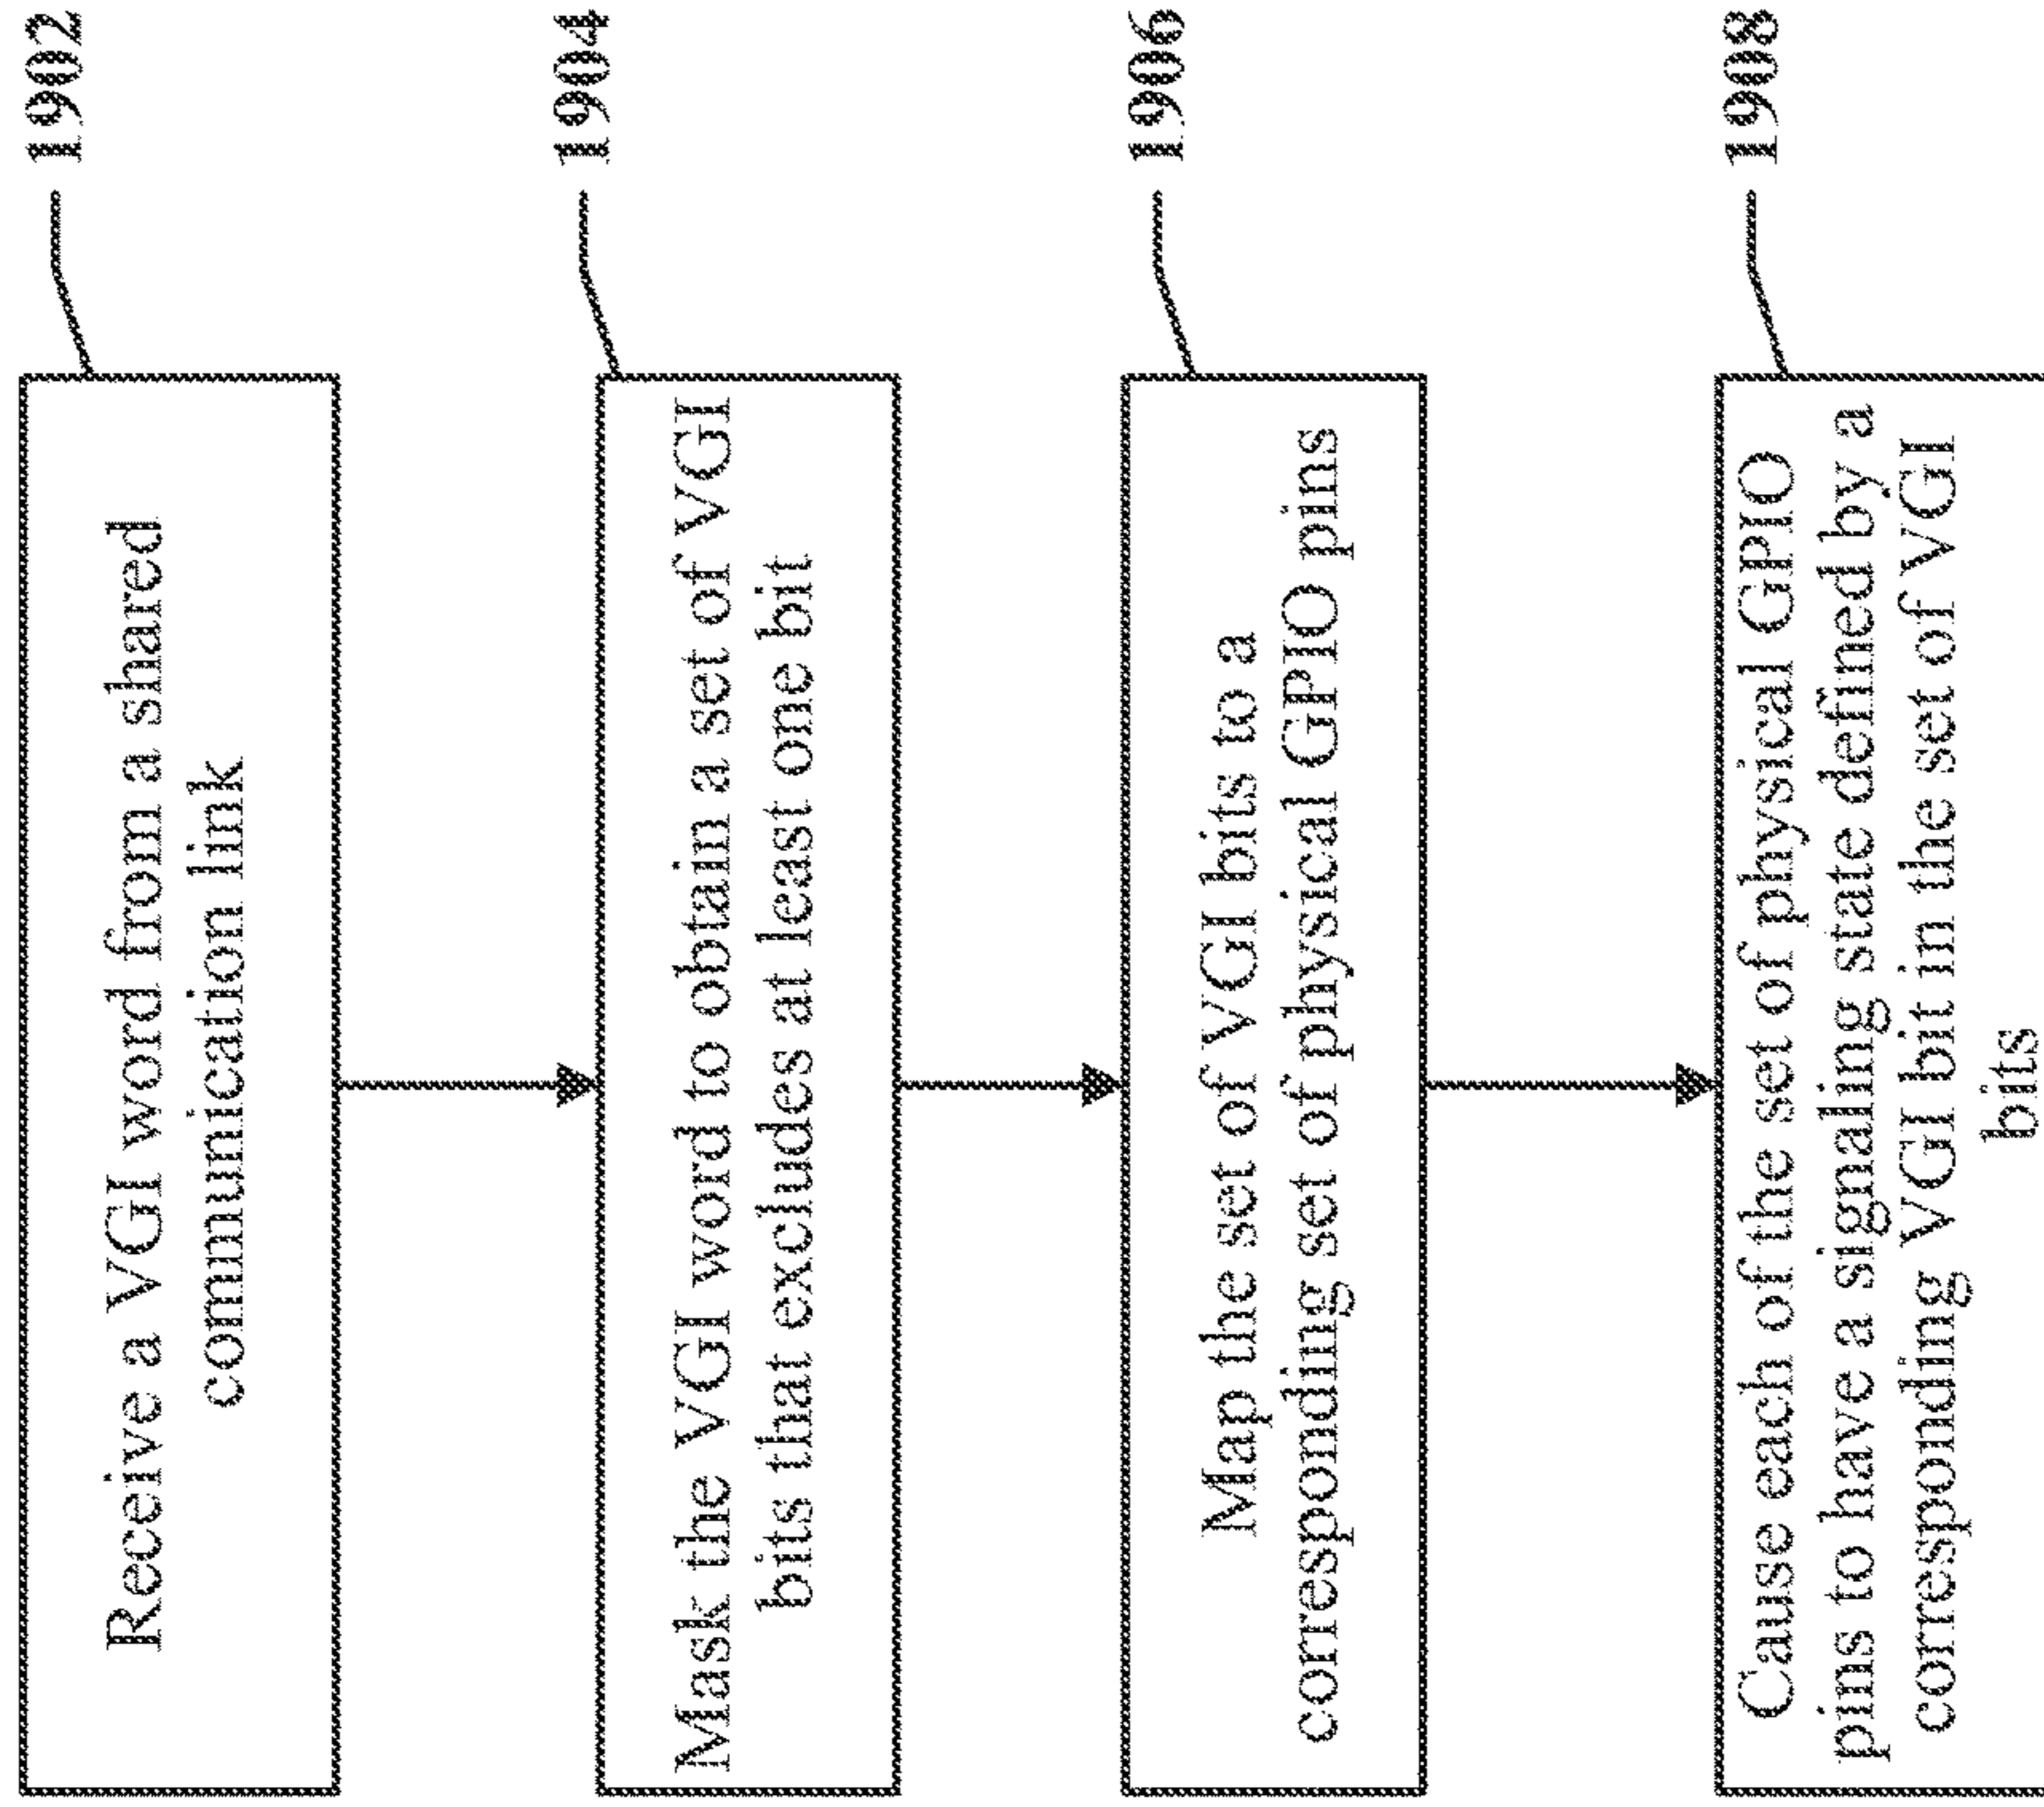 1902
Receive a VGI word from a shared
communication link
1904
Mask the VGI word to obtain a set of VGI
bits that excludes at least one bit
1906
Map the set of VGI bits to a
corresponding set of physical GPIO pins
1908
Cause each of the set of physical GPIO
pins to have a signaling state defined by a
corresponding VGI bit in the set of VGI
bits